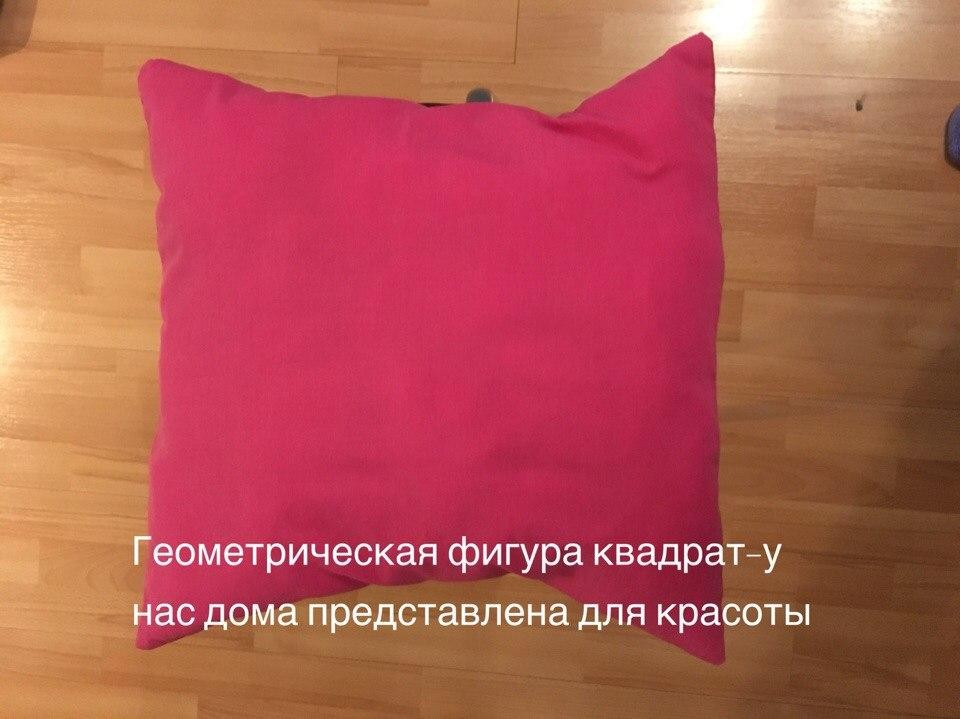 Геометрическая фигура квадрат-у
нас дома представлена для красоты